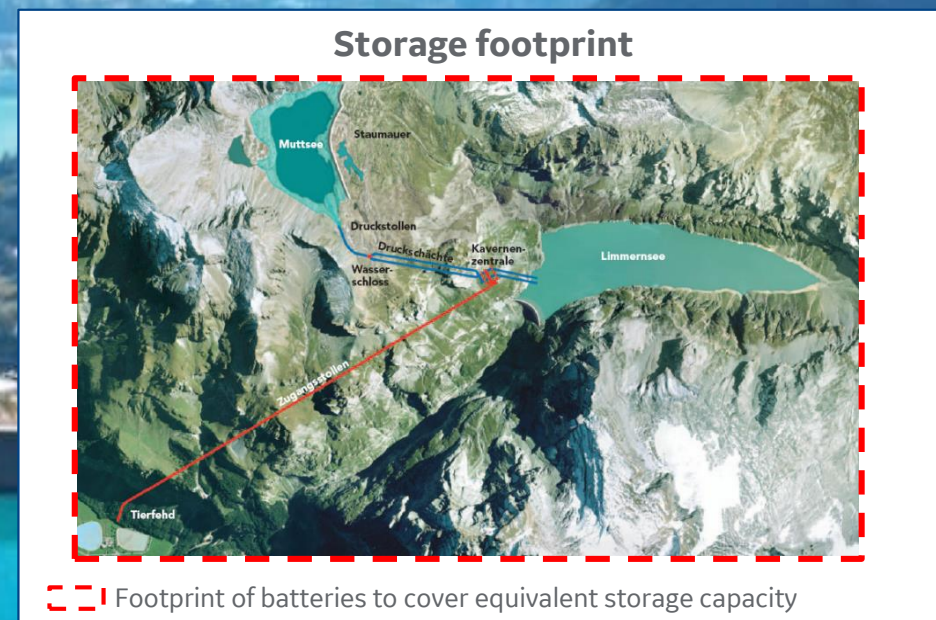 Storage footprint
Staumauer
Muttsee
Druckstollen
Druckschächte
Kavernen-
zentrale
Limmernsee
Wasser-
schloss
Zugangsstollen
Tierfehd
Footprint of batteries to cover equivalent storage capacity